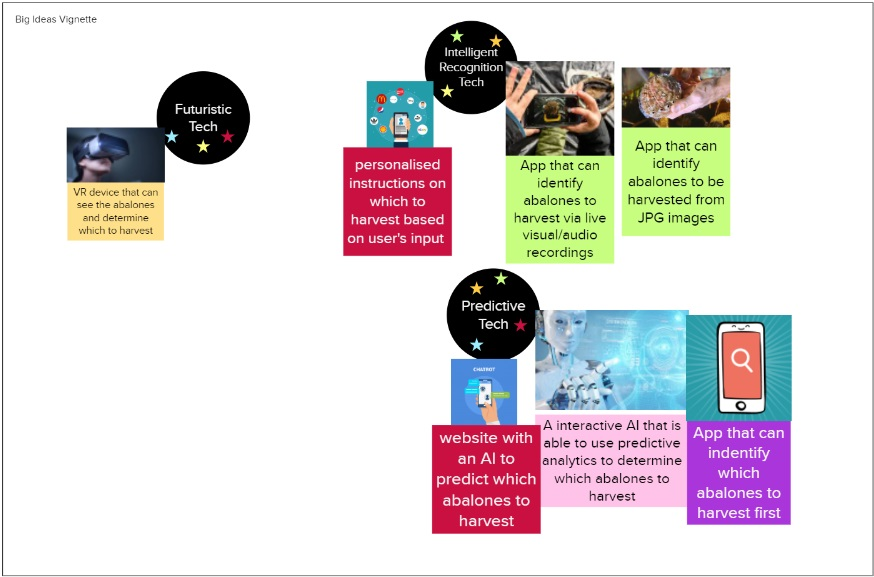 Big Ideas Vignette
Futuristic
Tech
VR device that can
see the abalones
and determine
which to harvest
Intelligent
Recognition
Tech
personalised
instructions on
which to
harvest based
on user's input
App that can
identify
abalones to
harvest via live
visual/audio
recordings
App that can
identify
abalones to be
harvested from
JPG images
Predictive
Tech
CHATBOT
website with
an AI to
predict which
abalones to
harvest
A interactive AI that is
able to use predictive
analytics to determine
which abalones to
harvest
App that can
indentify
which
abalones to
harvest first